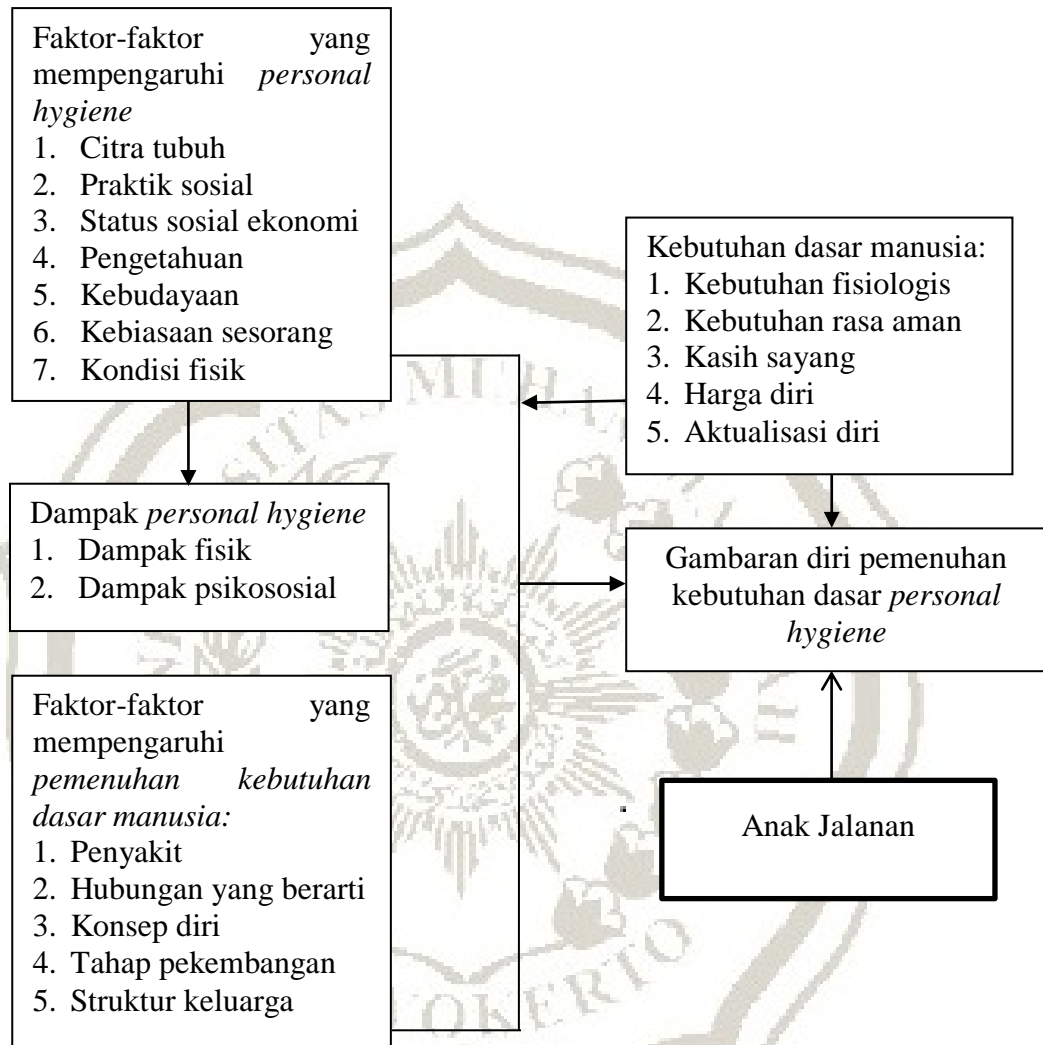 Faktor-faktor yang
mempengaruhi personal
hygiene
1. Citra tubuh
2. Praktik sosial
3. Status sosial ekonomi
4. Pengetahuan
5. Kebudayaan
6. Kebiasaan sesorang
7. Kondisi fisik
Dampak personal hygiene
1. Dampak fisik
2. Dampak psikososial
Faktor-faktor yang
mempengaruhi
pemenuhan kebutuhan
dasar manusia:
1. Penyakit
2. Hubungan yang berarti
3. Konsep diri
4. Tahap pekembangan
5. Struktur keluarga
Kebutuhan dasar manusia:
1. Kebutuhan fisiologis
2. Kebutuhan rasa aman
3. Kasih sayang
4. Harga diri
5. Aktualisasi diri
Gambaran diri pemenuhan
kebutuhan dasar personal
hygiene
Anak Jalanan